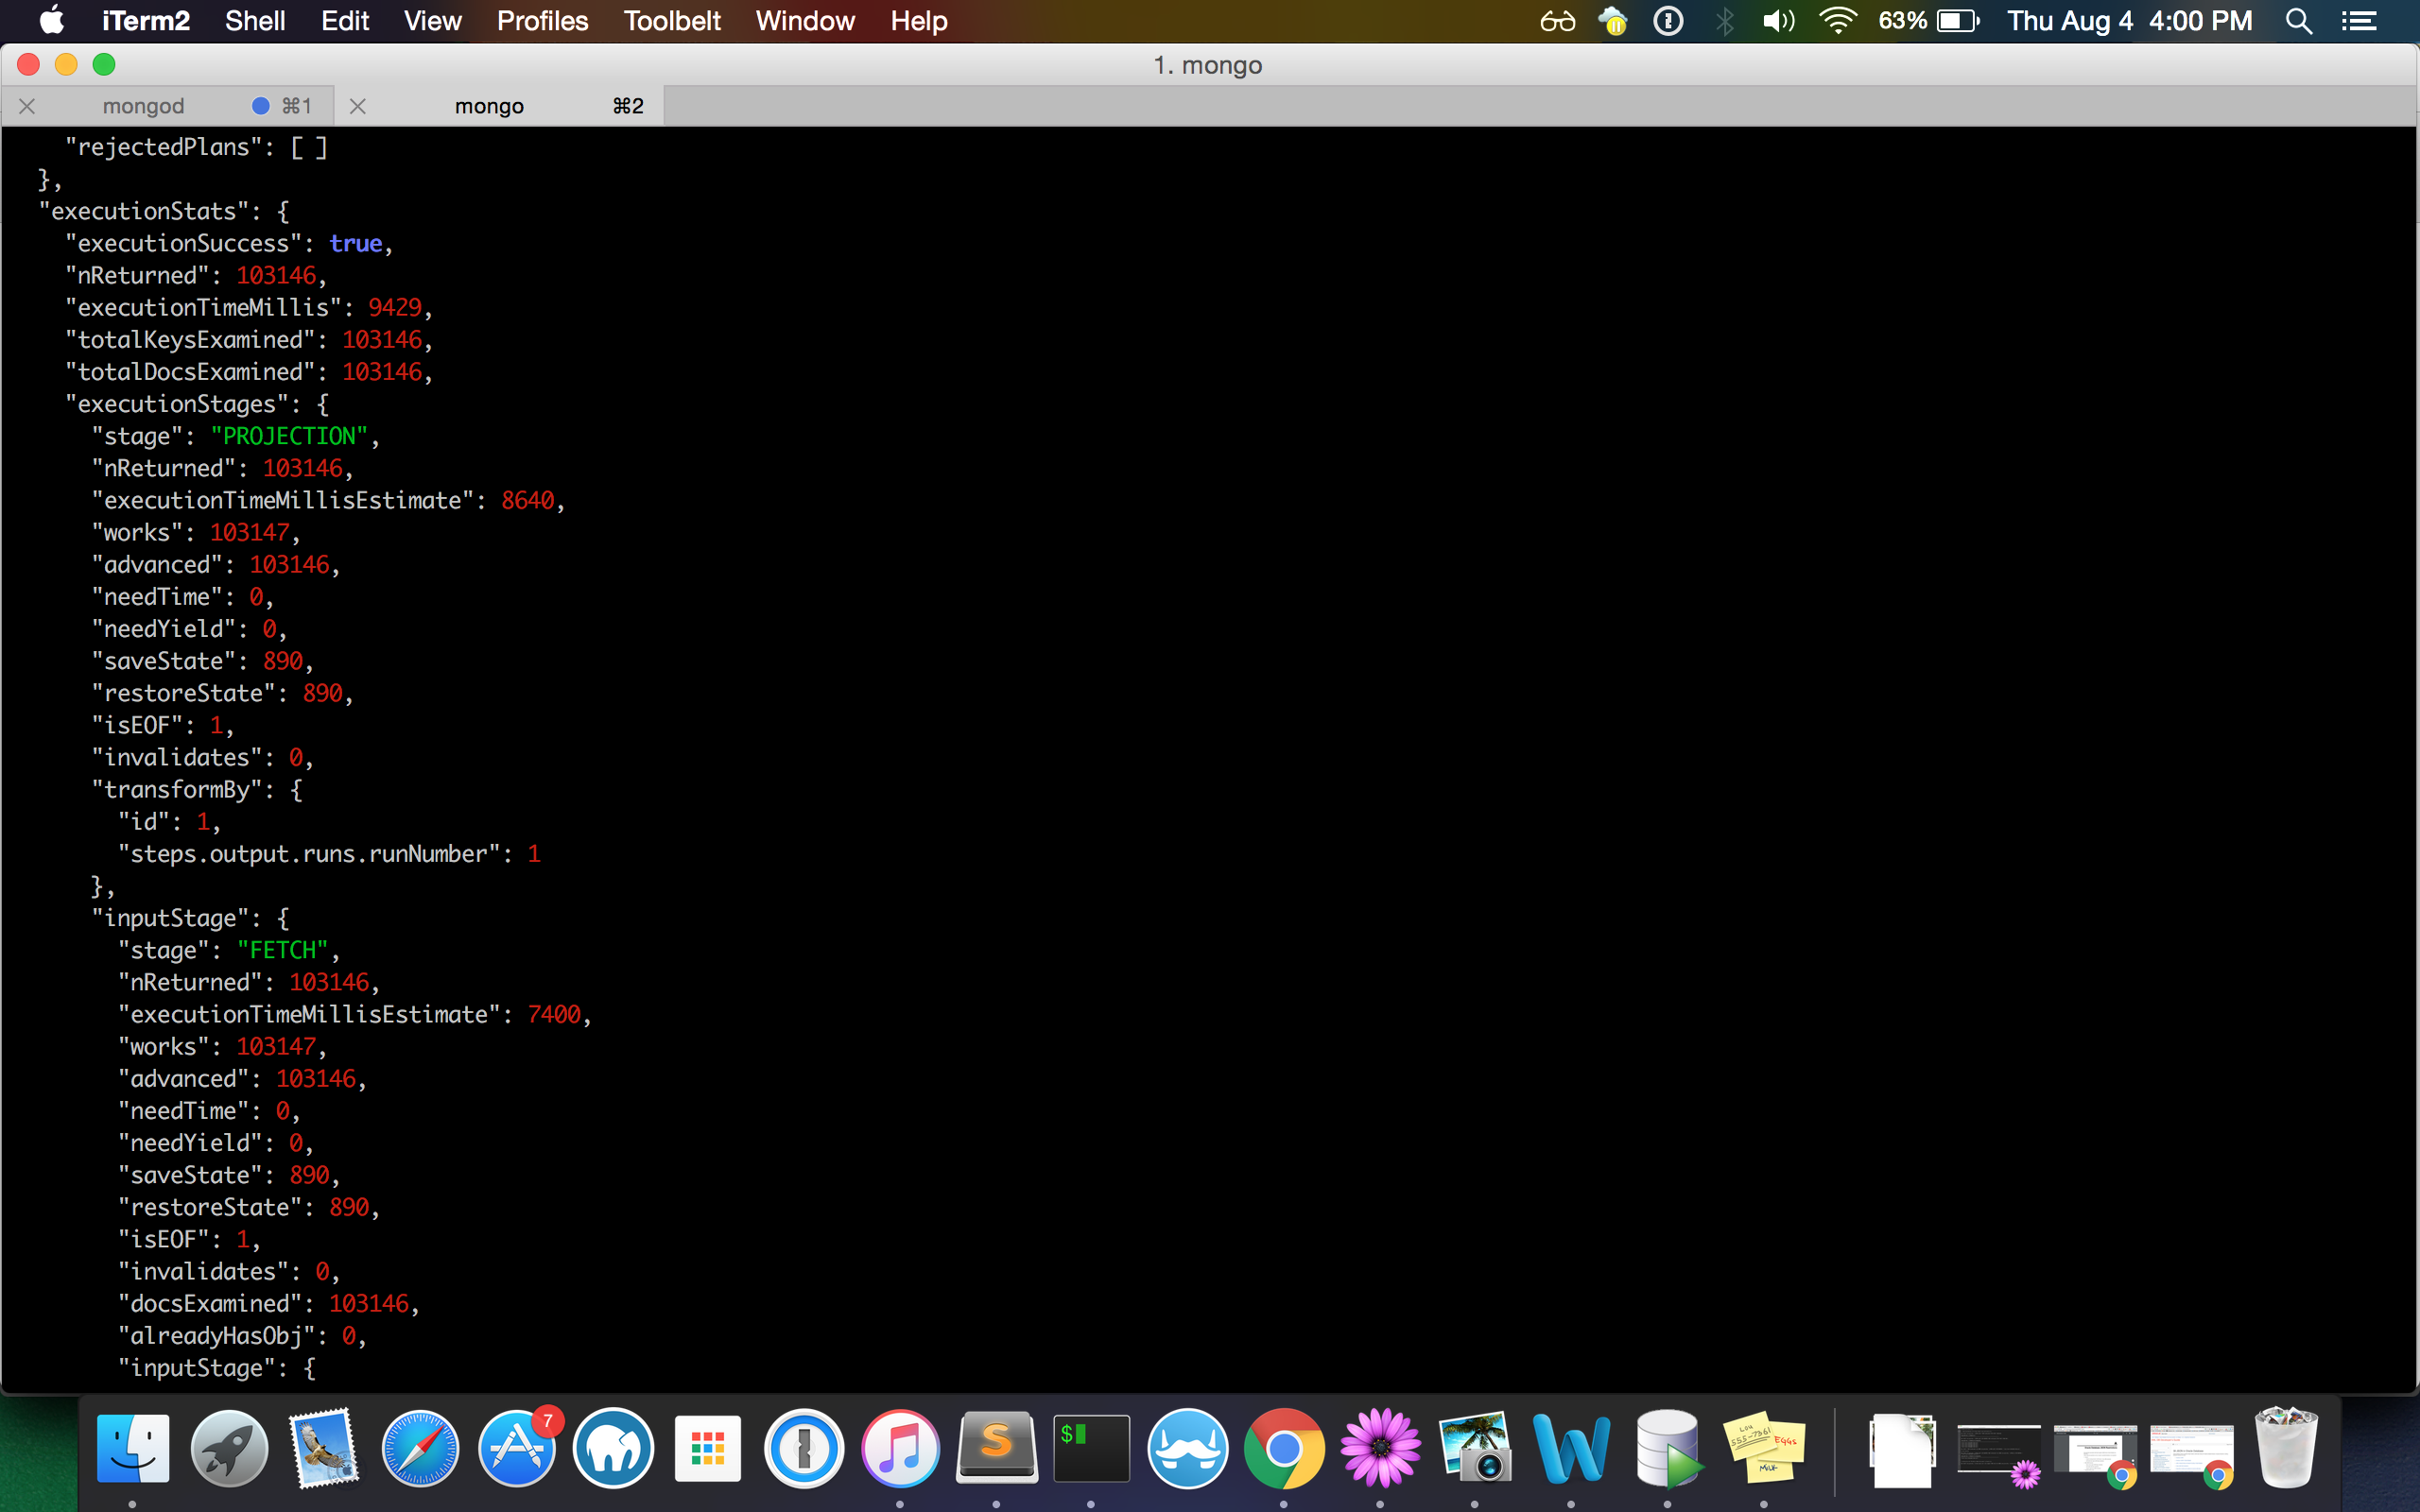 iTerm2 Shell Edit View Profiles Toolbelt Window Help 63% Thu Aug 4 4:00 PM
1. mongo
mongod ⌘1 mongo ⌘2
"rejectedPlans": [ ]
},
"executionStats": {
"executionSuccess": true,
"nReturned": 103146,
"executionTimeMillis": 9429,
"totalKeysExamined": 103146,
"totalDocsExamined": 103146,
"executionStages": {
"stage": "PROJECTION",
"nReturned": 103146,
"executionTimeMillisEstimate": 8640,
"works": 103147,
"advanced": 103146,
"needTime": 0,
"needYield": 0,
"saveState": 890,
"restoreState": 890,
"isEOF": 1,
"invalidates": 0,
"transformBy": {
"id": 1,
"steps.output.runs.runNumber": 1
},
"inputStage": {
"stage": "FETCH",
"nReturned": 103146,
"executionTimeMillisEstimate": 7400,
"works": 103147,
"advanced": 103146,
"needTime": 0,
"needYield": 0,
"saveState": 890,
"restoreState": 890,
"isEOF": 1,
"invalidates": 0,
"docsExamined": 103146,
"alreadyHasObj": 0,
"inputStage": {
7
$